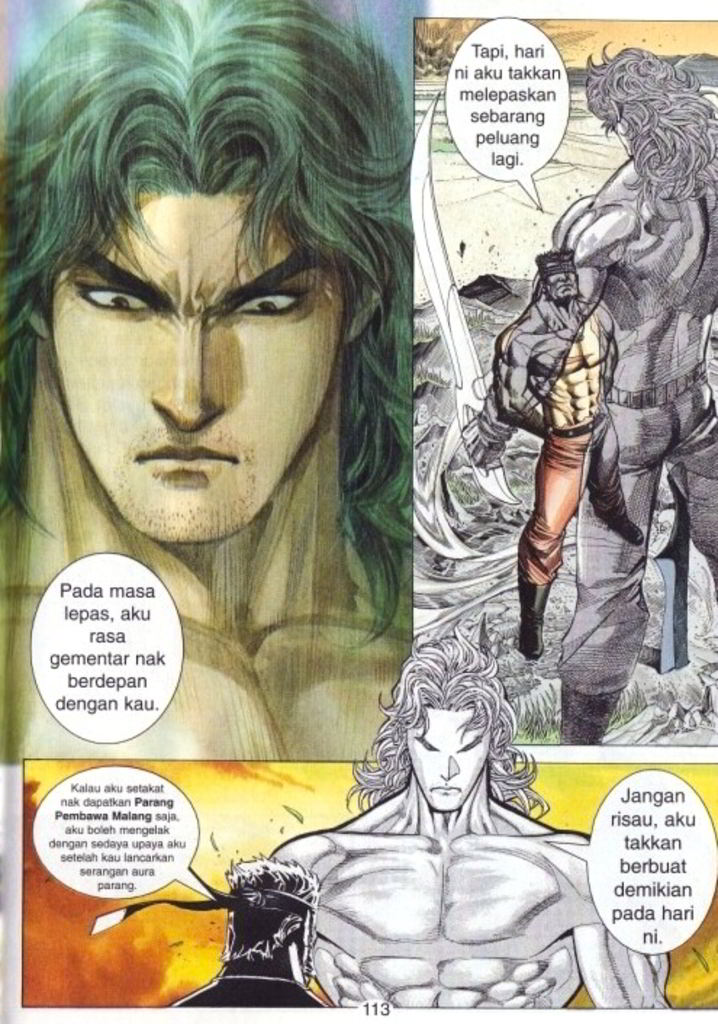 Tapi, hari
ni aku takkan
melepaskan
sebarang
peluang
lagi.
Pada masa
lepas, aku
rasa
gementar nak
berdepan
dengan kau.
Kalau aku setakat
nak dapatkan Parang
Pembawa Malang saja,
aku boleh mengelak
dengan sedaya upaya aku
setelah kau lancarkan
serangan aura
parang.
Jangan
risau, aku
takkan
berbuat
demikian
pada hari
ni.
113